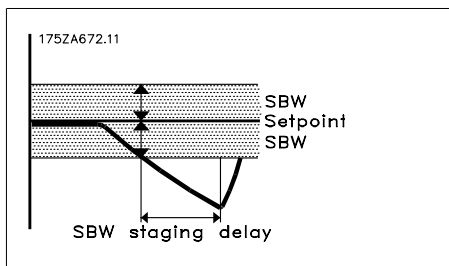 175ZA672.11
SBW
Setpoint
SBW
SBW staging delay